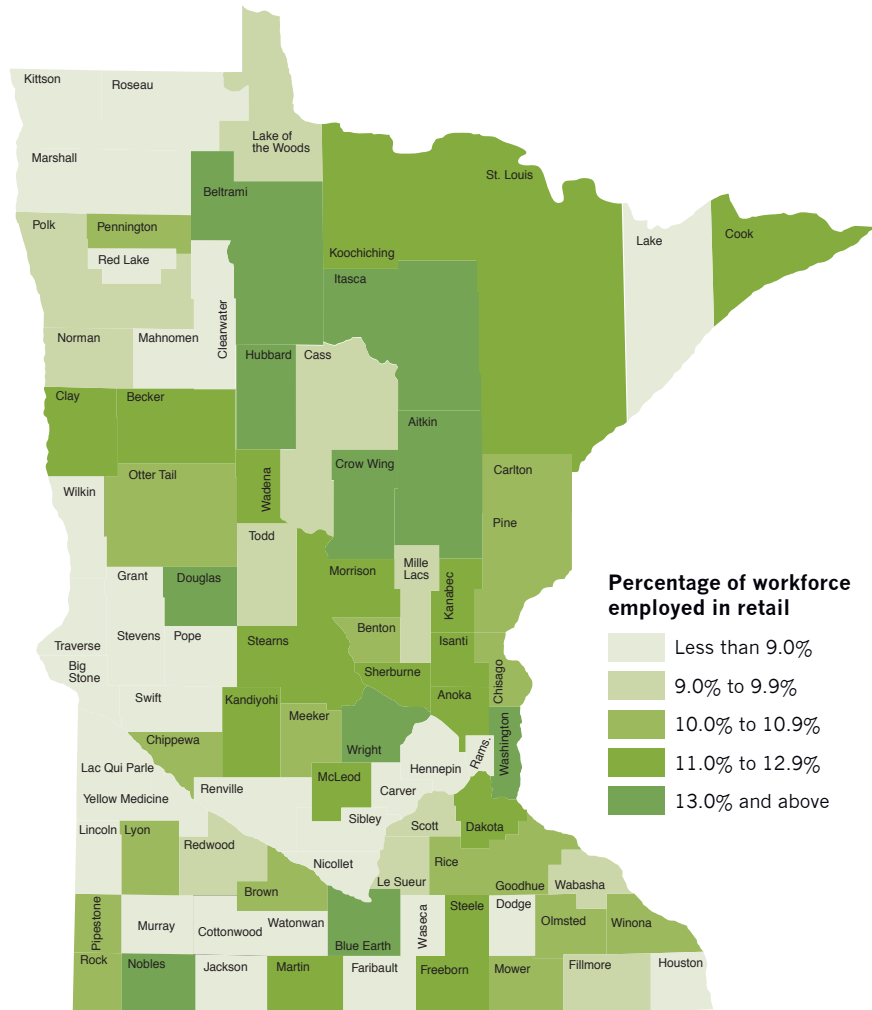 Kittson
Roseau
Lake of
the Woods
Marshall
St. Louis
Beltrami
Polk
Pennington
Lake
Cook
Koochiching
Red Lake
Itasca
Clearwater
Norman
Mahnomen
Hubbard
Cass
Clay
Becker
Aitkin
Crow Wing
Carlton
Otter Tail
Wadena
Wilkin
Pine
Todd
Mille
Lacs
Morrison
Grant
Douglas
Kanabec
Percentage of workforce
employed in retail
Less than 9.0%
9.0% to 9.9%
10.0% to 10.9%
11.0% to 12.9%
13.0% and above
Benton
Traverse
Stevens
Pope
Stearns
Isanti
Big
Stone
Sherburne
Chisago
Swift
Kandiyohi
Anoka
Meeker
Chippewa
Wright
Rams.
Washington
Lac Qui Parle
McLeod
Hennepin
Renville
Carver
Yellow Medicine
Sibley
Scott
Dakota
Lincoln
Lyon
Redwood
Nicollet
Rice
Le Sueur
Goodhue
Wabasha
Brown
Pipestone
Murray
Cottonwood
Watonwan
Blue Earth
Waseca
Steele
Dodge
Olmsted
Winona
Rock
Nobles
Jackson
Martin
Faribault
Freeborn
Mower
Fillmore
Houston